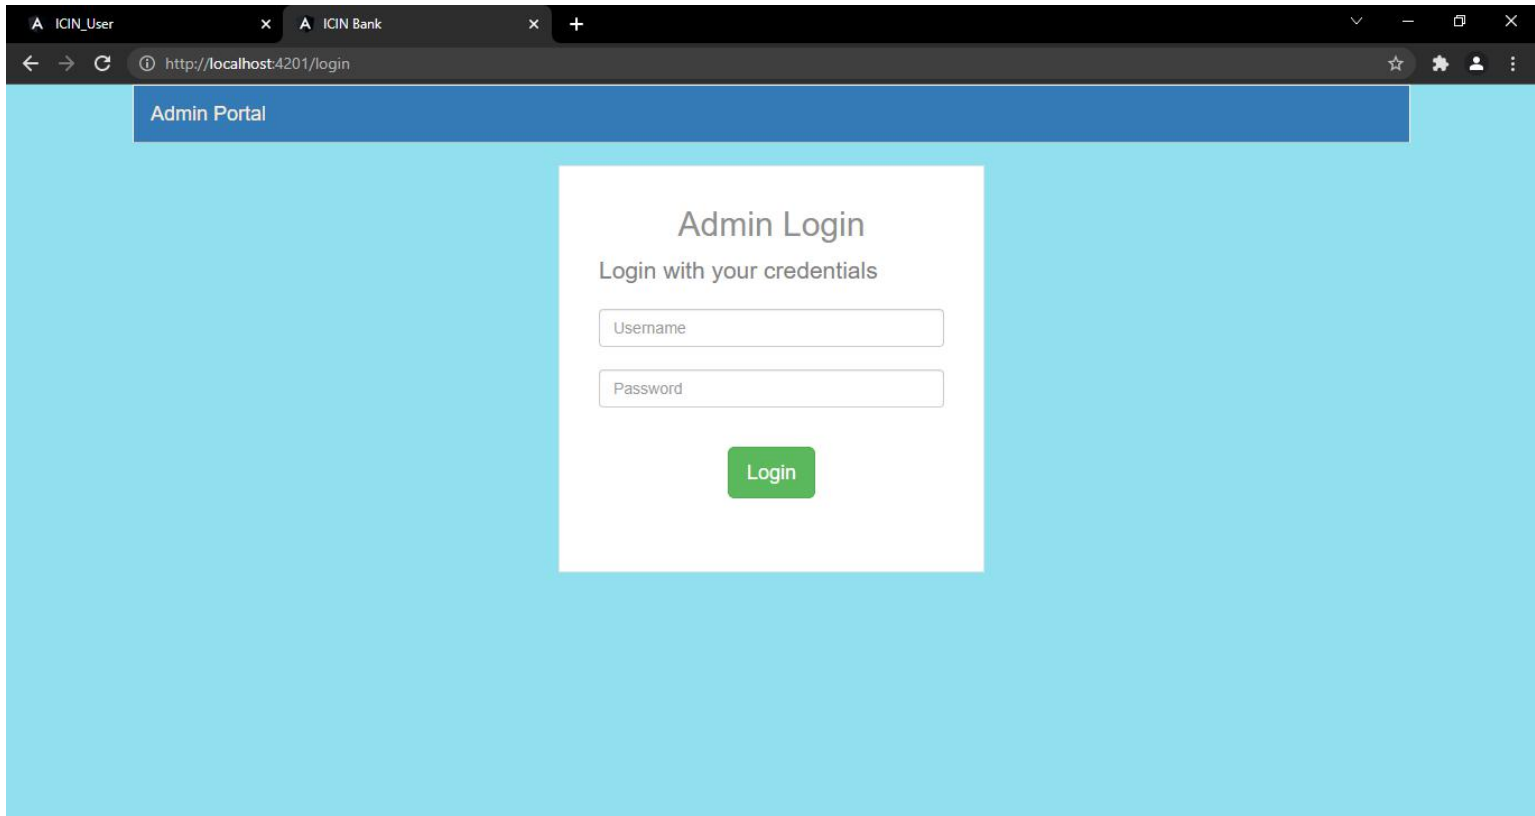 ICIN_User
ICIN Bank
http://localhost:4201/login
Admin Portal
Admin Login
Login with your credentials
Username
Password
Login